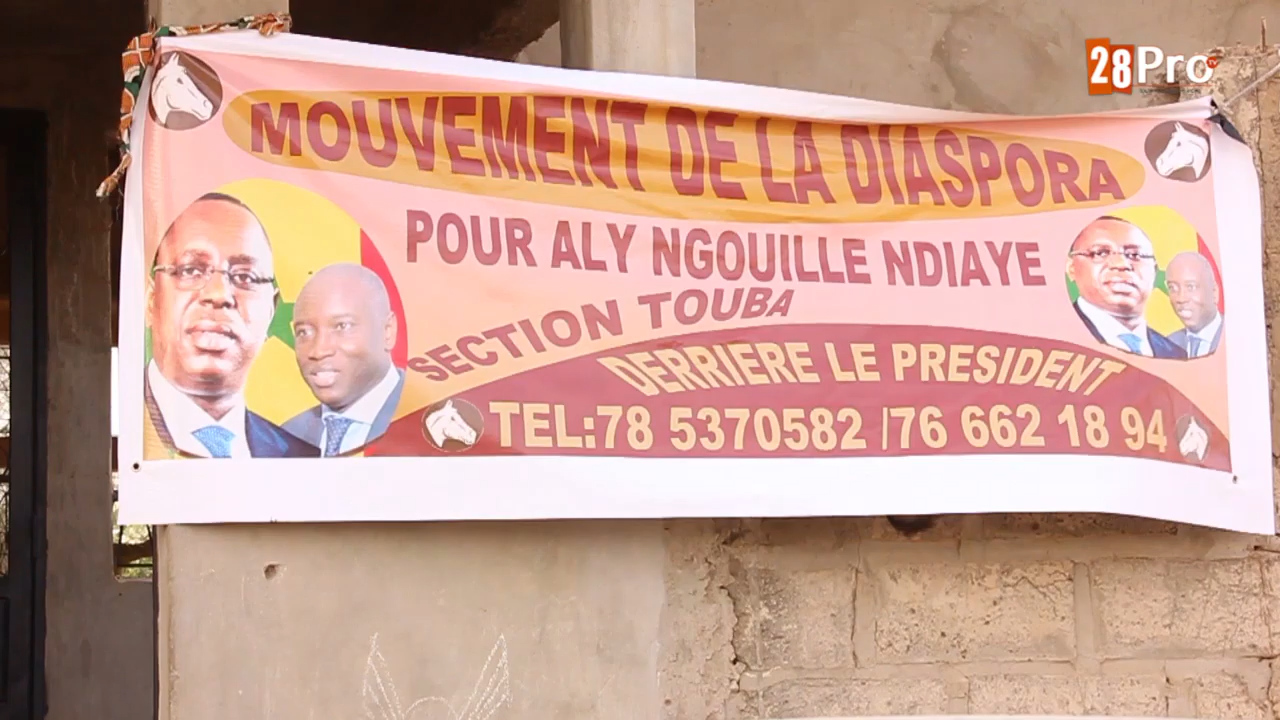 28Pro TV
MOUVEMENT DE LA DIASPORA
POUR ALY NGOUILLE NDIAYE
SECTION TOUBA
DERRIERE LE PRESIDENT
TEL:78 5370582 /76 662 18 94